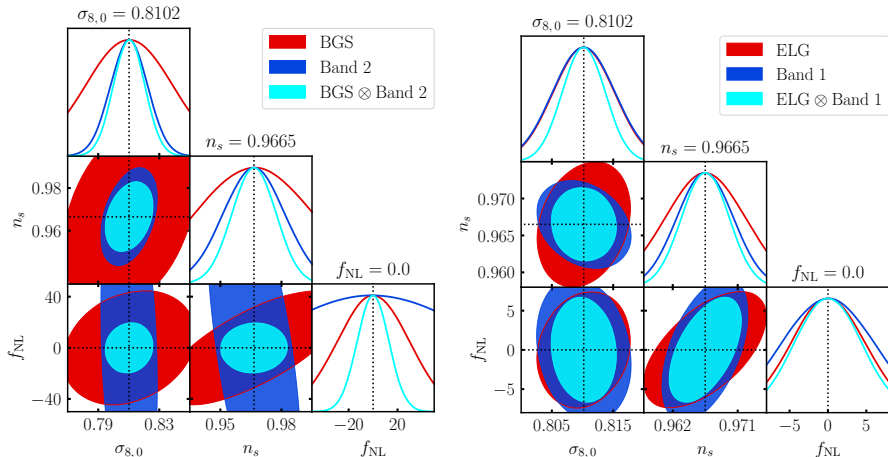 σ8,0 = 0.8102
BGS
Band 2
BGS ⊗ Band 2
ns = 0.9665
0.98
0.96
ns
fNL = 0.0
40
0
−40
fNL
0.79
0.83
σ8,0
0.95
0.98
ns
−20
20
fNL
σ8,0 = 0.8102
ELG
Band 1
ELG ⊗ Band 1
ns = 0.9665
0.970
0.965
0.960
ns
fNL = 0.0
5
0
−5
fNL
0.805
0.815
σ8,0
0.962
0.971
ns
−5
0
5
fNL